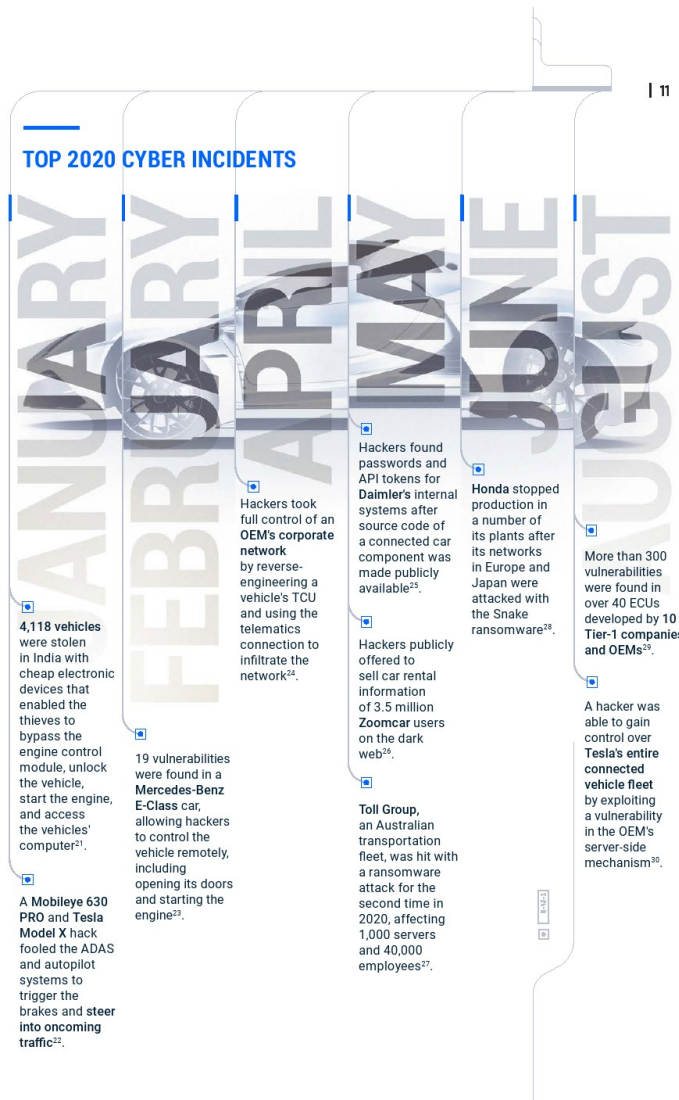 11
TOP 2020 CYBER INCIDENTS
JANUARY
4,118 vehicles
were stolen
in India with
cheap electronic
devices that
enabled the
thieves to
bypass the
engine control
module, unlock
the vehicle,
start the engine,
and access
the vehicles'
computer21.
A Mobileye 630
PRO and Tesla
Model X hack
fooled the ADAS
and autopilot
systems to
trigger the
brakes and steer
into oncoming
traffic22.
FEBRUARY
19 vulnerabilities
were found in a
Mercedes-Benz
E-Class car,
allowing hackers
to control the
vehicle remotely,
including
opening its doors
and starting the
engine23.
APRIL
Hackers took
full control of an
OEM's corporate
network
by reverse-
engineering a
vehicle's TCU
and using the
telematics
connection to
infiltrate the
network24.
MAY
Hackers found
passwords and
API tokens for
Daimler's internal
systems after
source code of
a connected car
component was
made publicly
available25.
Hackers publicly
offered to
sell car rental
information
of 3.5 million
Zoomcar users
on the dark
web26.
Toll Group,
an Australian
transportation
fleet, was hit with
a ransomware
attack for the
second time in
2020, affecting
1,000 servers
and 40,000
employees27.
JUNE
Honda stopped
production in
a number of
its plants after
its networks
in Europe and
Japan were
attacked with
the Snake
ransomware28.
AUGUST
More than 300
vulnerabilities
were found in
over 40 ECUs
developed by 10
Tier-1 companies
and OEMs29.
A hacker was
able to gain
control over
Tesla's entire
connected
vehicle fleet
by exploiting
a vulnerability
in the OEM's
server-side
mechanism30.